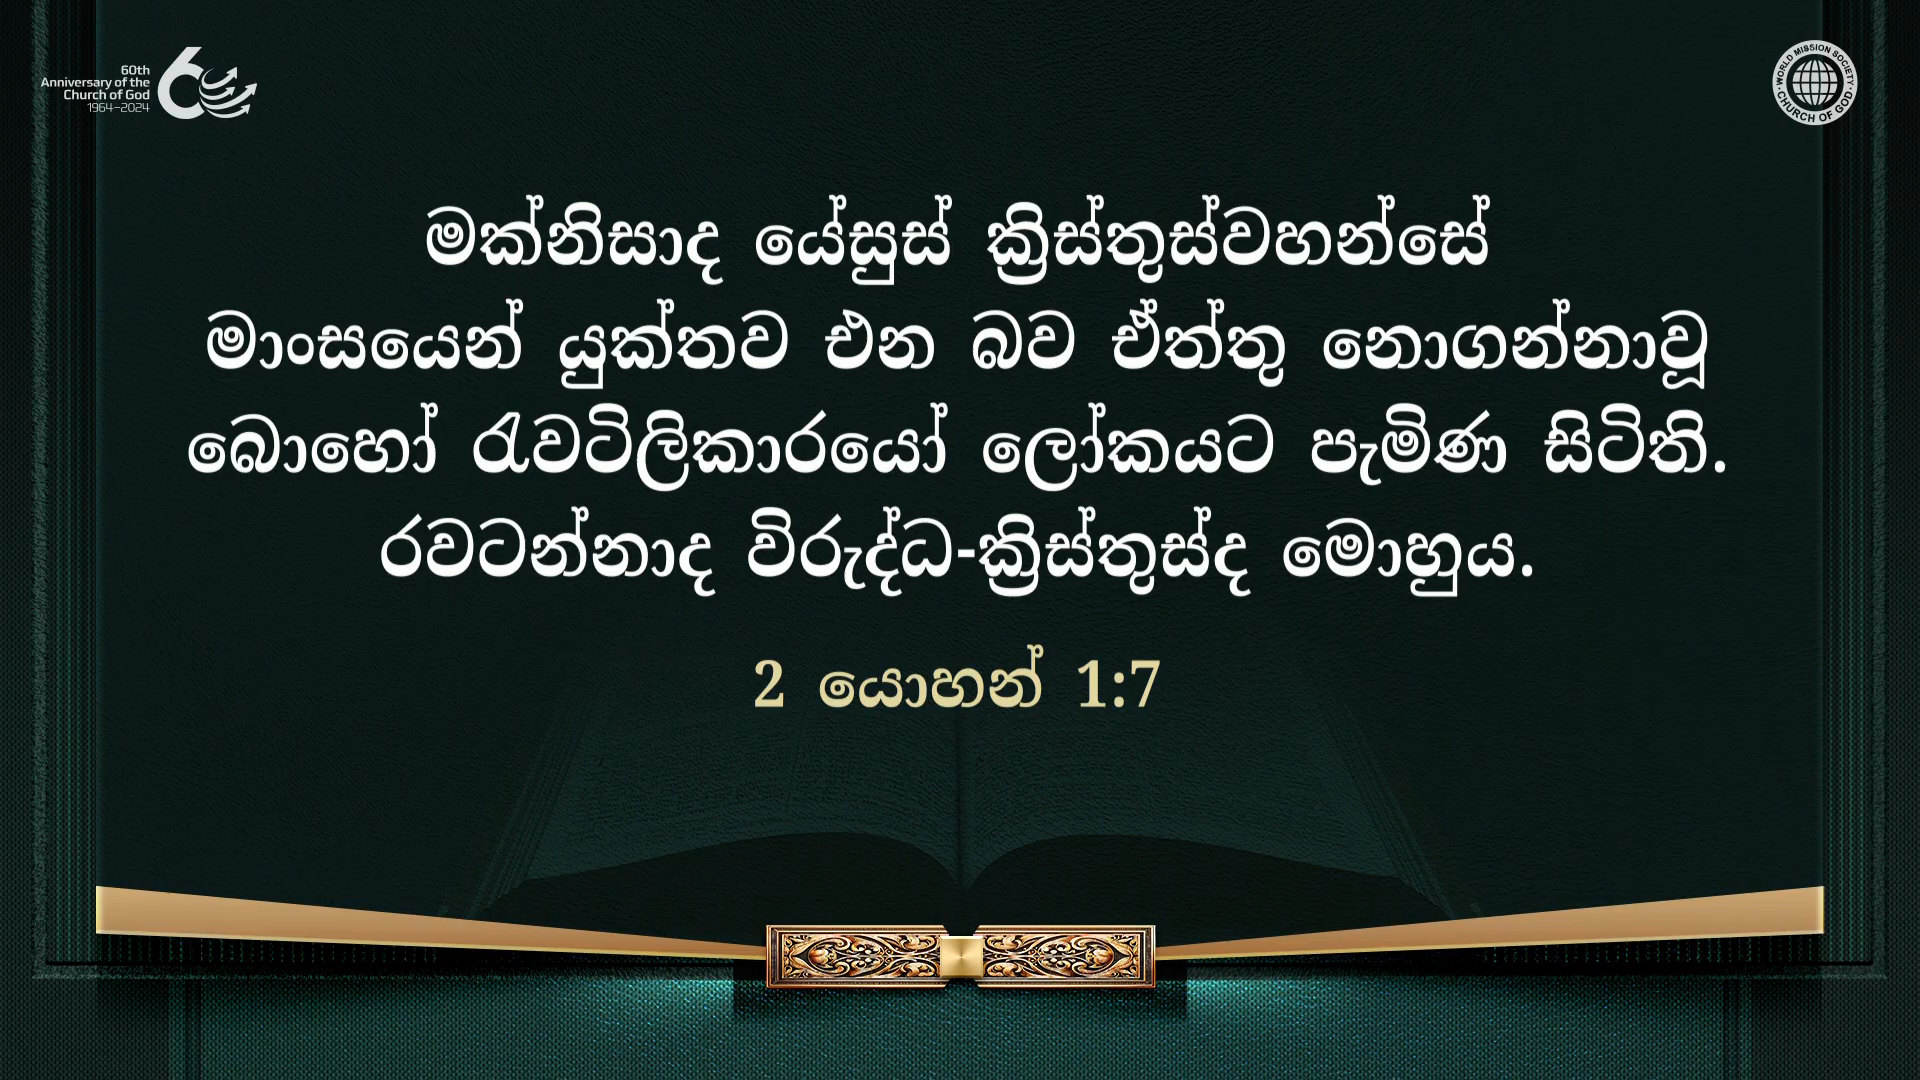 60th
Anniversary of the
Church of God
1964–2024
WORLD MISSION SOCIETY
CHURCH OF GOD
මක්නිසාද යේසුස් ක්‍රිස්තුස්වහන්සේ
මාංසයෙන් යුක්තව එන බව ඒත්තු නොගන්නාවූ
බොහෝ රැවටිලිකාරයෝ ලෝකයට පැමිණ සිටිති.
රවටන්නාද විරුද්ධ-ක්‍රිස්තුස්ද මොහුය.
2 යොහන් 1:7